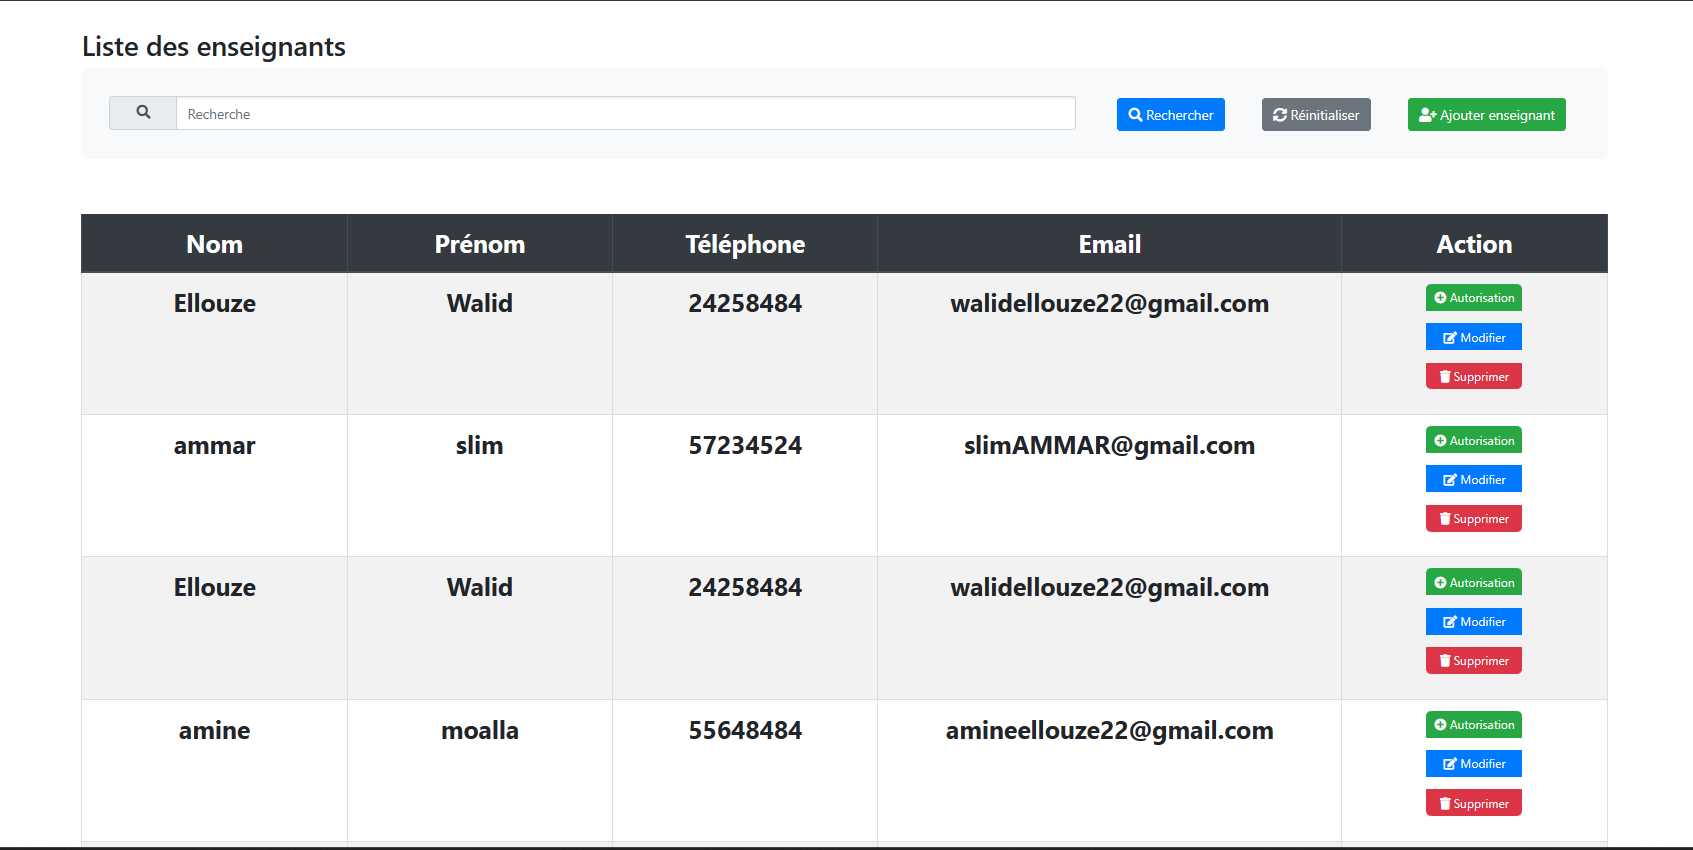 Liste des enseignants
Recherche
Rechercher
Réinitialiser
Ajouter enseignant
Nom Prénom Téléphone Email Action
Ellouze Walid 24258484 walidellouze22@gmail.com Autorisation
Modifier
Supprimer
ammar slim 57234524 slimAMMAR@gmail.com Autorisation
Modifier
Supprimer
Ellouze Walid 24258484 walidellouze22@gmail.com Autorisation
Modifier
Supprimer
amine moalla 55648484 amineellouze22@gmail.com Autorisation
Modifier
Supprimer